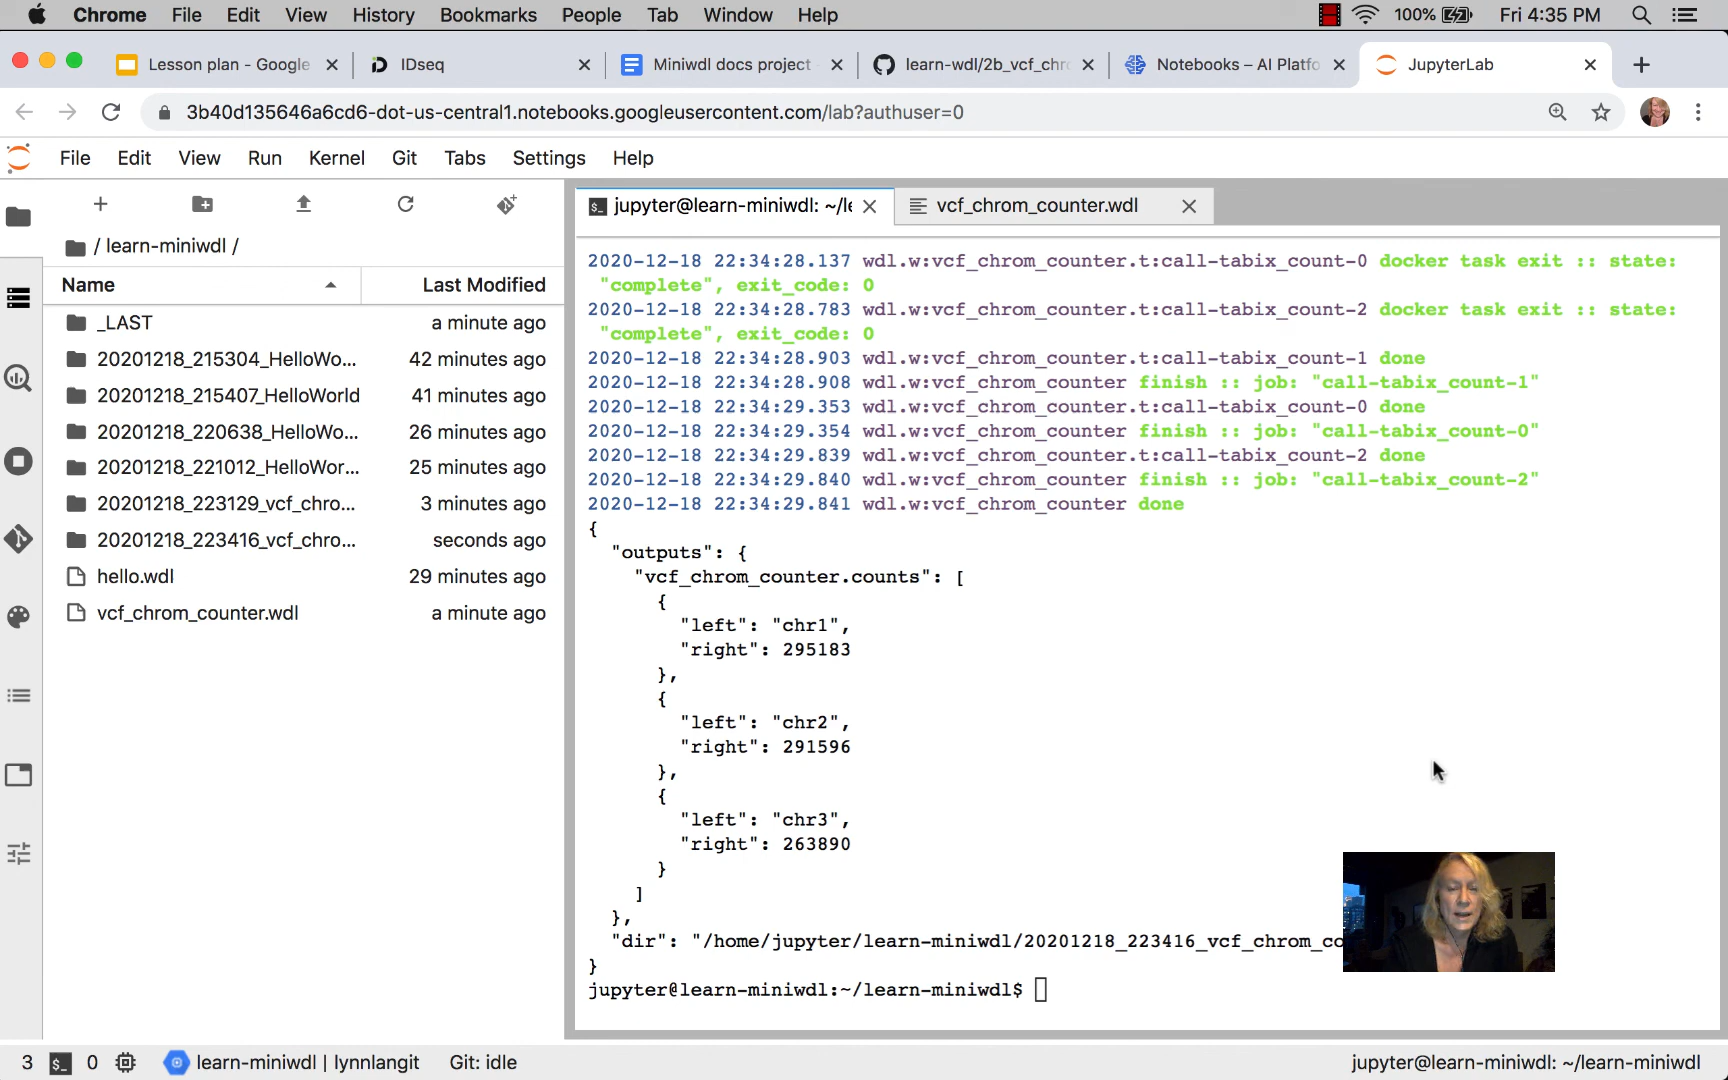 Chrome File Edit View History Bookmarks People Tab Window Help 100% Fri 4:35 PM
Lesson plan - Google IDseq Miniwdl docs project learn-wdl/2b_vcf_chr Notebooks – AI Platfo JupyterLab
3b40d135646a6cd6-dot-us-central1.notebooks.googleusercontent.com/lab?authuser=0
File Edit View Run Kernel Git Tabs Settings Help
/ learn-miniwdl /
Name Last Modified
_LAST a minute ago
20201218_215304_HelloWo... 42 minutes ago
20201218_215407_HelloWorld 41 minutes ago
20201218_220638_HelloWo... 26 minutes ago
20201218_221012_HelloWor... 25 minutes ago
20201218_223129_vcf_chro... 3 minutes ago
20201218_223416_vcf_chro... seconds ago
hello.wdl 29 minutes ago
vcf_chrom_counter.wdl a minute ago
jupyter@learn-miniwdl: ~/le vcf_chrom_counter.wdl
2020-12-18 22:34:28.137 wdl.w:vcf_chrom_counter.t:call-tabix_count-0 docker task exit :: state:
"complete", exit_code: 0
2020-12-18 22:34:28.783 wdl.w:vcf_chrom_counter.t:call-tabix_count-2 docker task exit :: state:
"complete", exit_code: 0
2020-12-18 22:34:28.903 wdl.w:vcf_chrom_counter.t:call-tabix_count-1 done
2020-12-18 22:34:28.908 wdl.w:vcf_chrom_counter finish :: job: "call-tabix_count-1"
2020-12-18 22:34:29.353 wdl.w:vcf_chrom_counter.t:call-tabix_count-0 done
2020-12-18 22:34:29.354 wdl.w:vcf_chrom_counter finish :: job: "call-tabix_count-0"
2020-12-18 22:34:29.839 wdl.w:vcf_chrom_counter.t:call-tabix_count-2 done
2020-12-18 22:34:29.840 wdl.w:vcf_chrom_counter finish :: job: "call-tabix_count-2"
2020-12-18 22:34:29.841 wdl.w:vcf_chrom_counter done
{
"outputs": {
"vcf_chrom_counter.counts": [
{
"left": "chr1",
"right": 295183
},
{
"left": "chr2",
"right": 291596
},
{
"left": "chr3",
"right": 263890
}
]
},
"dir": "/home/jupyter/learn-miniwdl/20201218_223416_vcf_chrom_co
}
jupyter@learn-miniwdl:~/learn-miniwdl$
3 $_ 0 learn-miniwdl | lynnlangit Git: idle jupyter@learn-miniwdl: ~/learn-miniwdl